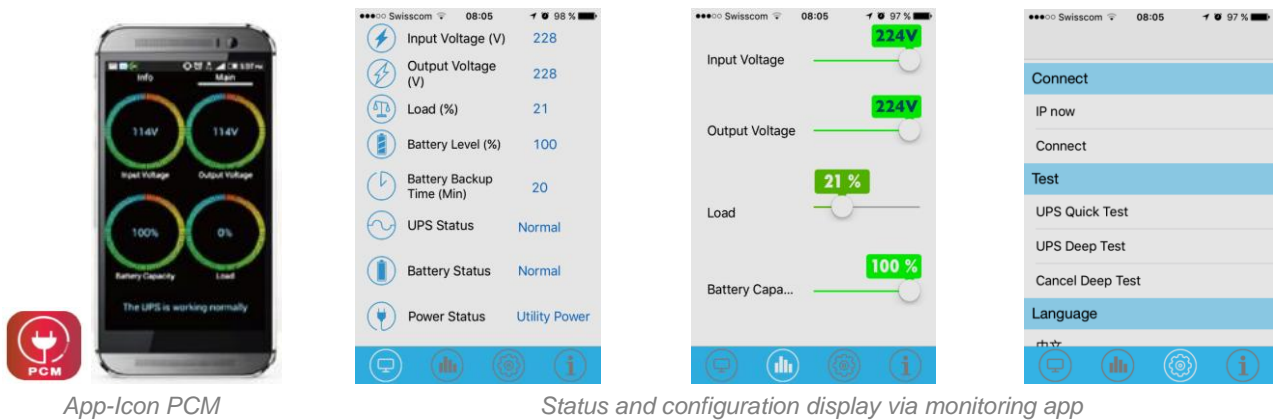 Info
Main
114V
114V
Input Voltage
Output Voltage
100%
0%
Battery Capacity
Load
The UPS is working normally
PCM
App-Icon PCM
Swisscom
08:05
98 %
Input Voltage (V)
228
Output Voltage
(V)
228
Load (%)
21
Battery Level (%)
100
Battery Backup
Time (Min)
20
UPS Status
Normal
Battery Status
Normal
Power Status
Utility Power
Swisscom
08:05
97 %
224V
Input Voltage
224V
Output Voltage
21 %
Load
100 %
Battery Capa...
Swisscom
08:05
97 %
Connect
IP now
Connect
Test
UPS Quick Test
UPS Deep Test
Cancel Deep Test
Language
Status and configuration display via monitoring app